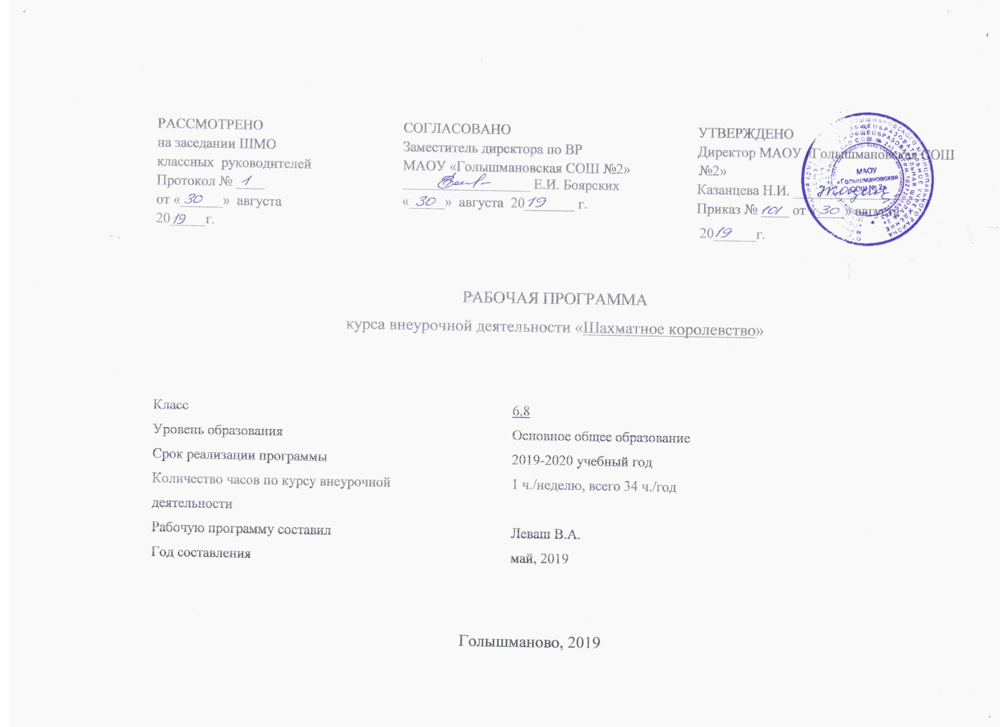 РАССМОТРЕНО
на заседании ШМО
классных руководителей
Протокол № 1
от «30» августа
2019 г.
СОГЛАСОВАНО
Заместитель директора по ВР
МАОУ «Голышмановская СОШ №2»
Е.И. Боярских
«30» августа 2019 г.
УТВЕРЖДЕНО
Директор МАОУ «Голышмановская СОШ
№2»
Казанцева Н.И.
Приказ № 101 от «30» августа
2019 г.
МАОУ
«Голышмановская
СОШ № 2»
РАБОЧАЯ ПРОГРАММА
курса внеурочной деятельности «Шахматное королевство»
Класс 6,8
Уровень образования Основное общее образование
Срок реализации программы 2019-2020 учебный год
Количество часов по курсу внеурочной 1 ч./неделю, всего 34 ч./год
деятельности
Рабочую программу составил Леваш В.А.
Год составления май, 2019
Голышманово, 2019